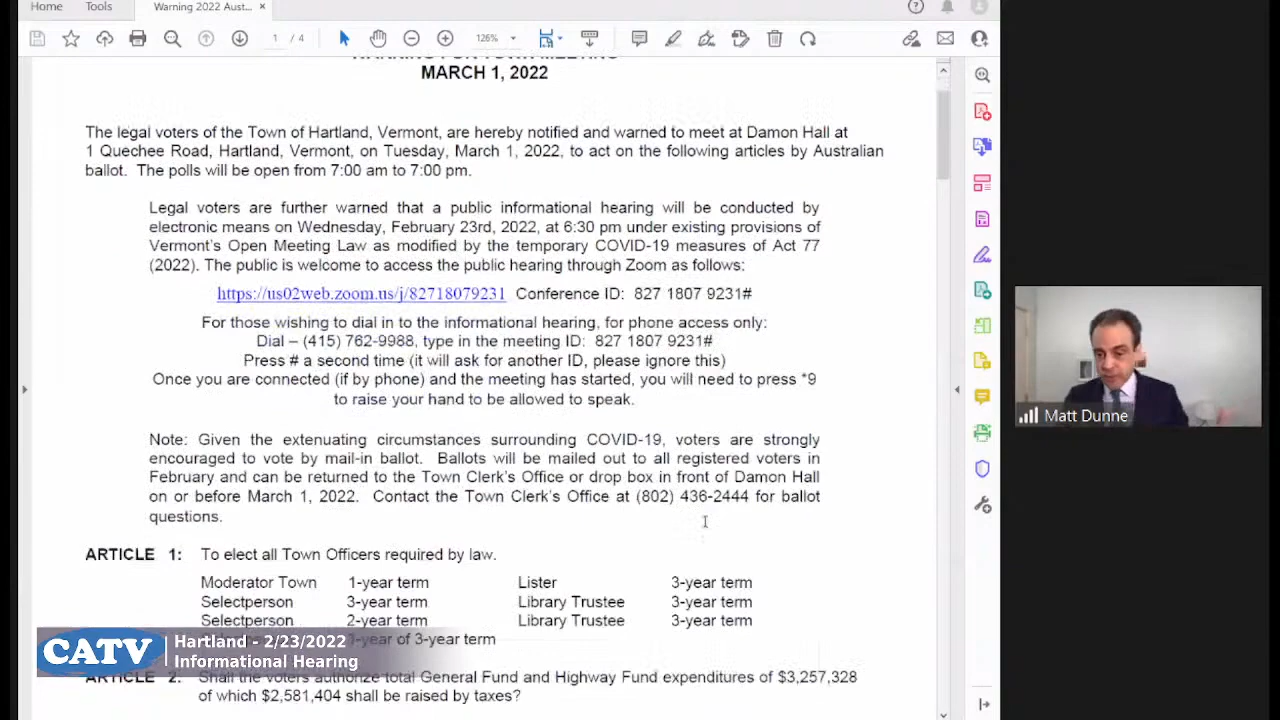 Home Tools Warning 2022 Aust... ×
1 / 4 126%
MARCH 1, 2022
The legal voters of the Town of Hartland, Vermont, are hereby notified and warned to meet at Damon Hall at
1 Quechee Road, Hartland, Vermont, on Tuesday, March 1, 2022, to act on the following articles by Australian
ballot. The polls will be open from 7:00 am to 7:00 pm.
Legal voters are further warned that a public informational hearing will be conducted by
electronic means on Wednesday, February 23rd, 2022, at 6:30 pm under existing provisions of
Vermont's Open Meeting Law as modified by the temporary COVID-19 measures of Act 77
(2022). The public is welcome to access the public hearing through Zoom as follows:
https://us02web.zoom.us/j/82718079231 Conference ID: 827 1807 9231#
For those wishing to dial in to the informational hearing, for phone access only:
Dial – (415) 762-9988, type in the meeting ID: 827 1807 9231#
Press # a second time (it will ask for another ID, please ignore this)
Once you are connected (if by phone) and the meeting has started, you will need to press *9
to raise your hand to be allowed to speak.
Note: Given the extenuating circumstances surrounding COVID-19, voters are strongly
encouraged to vote by mail-in ballot. Ballots will be mailed out to all registered voters in
February and can be returned to the Town Clerk's Office or drop box in front of Damon Hall
on or before March 1, 2022. Contact the Town Clerk's Office at (802) 436-2444 for ballot
questions.
ARTICLE 1: To elect all Town Officers required by law.
Moderator Town 1-year term Lister 3-year term
Selectperson 3-year term Library Trustee 3-year term
Selectperson 2-year term Library Trustee 3-year term
1-year of 3-year term
ARTICLE 2: Shall the voters authorize total General Fund and Highway Fund expenditures of $3,257,328
of which $2,581,404 shall be raised by taxes?
CATV
Hartland - 2/23/2022
Informational Hearing
Matt Dunne